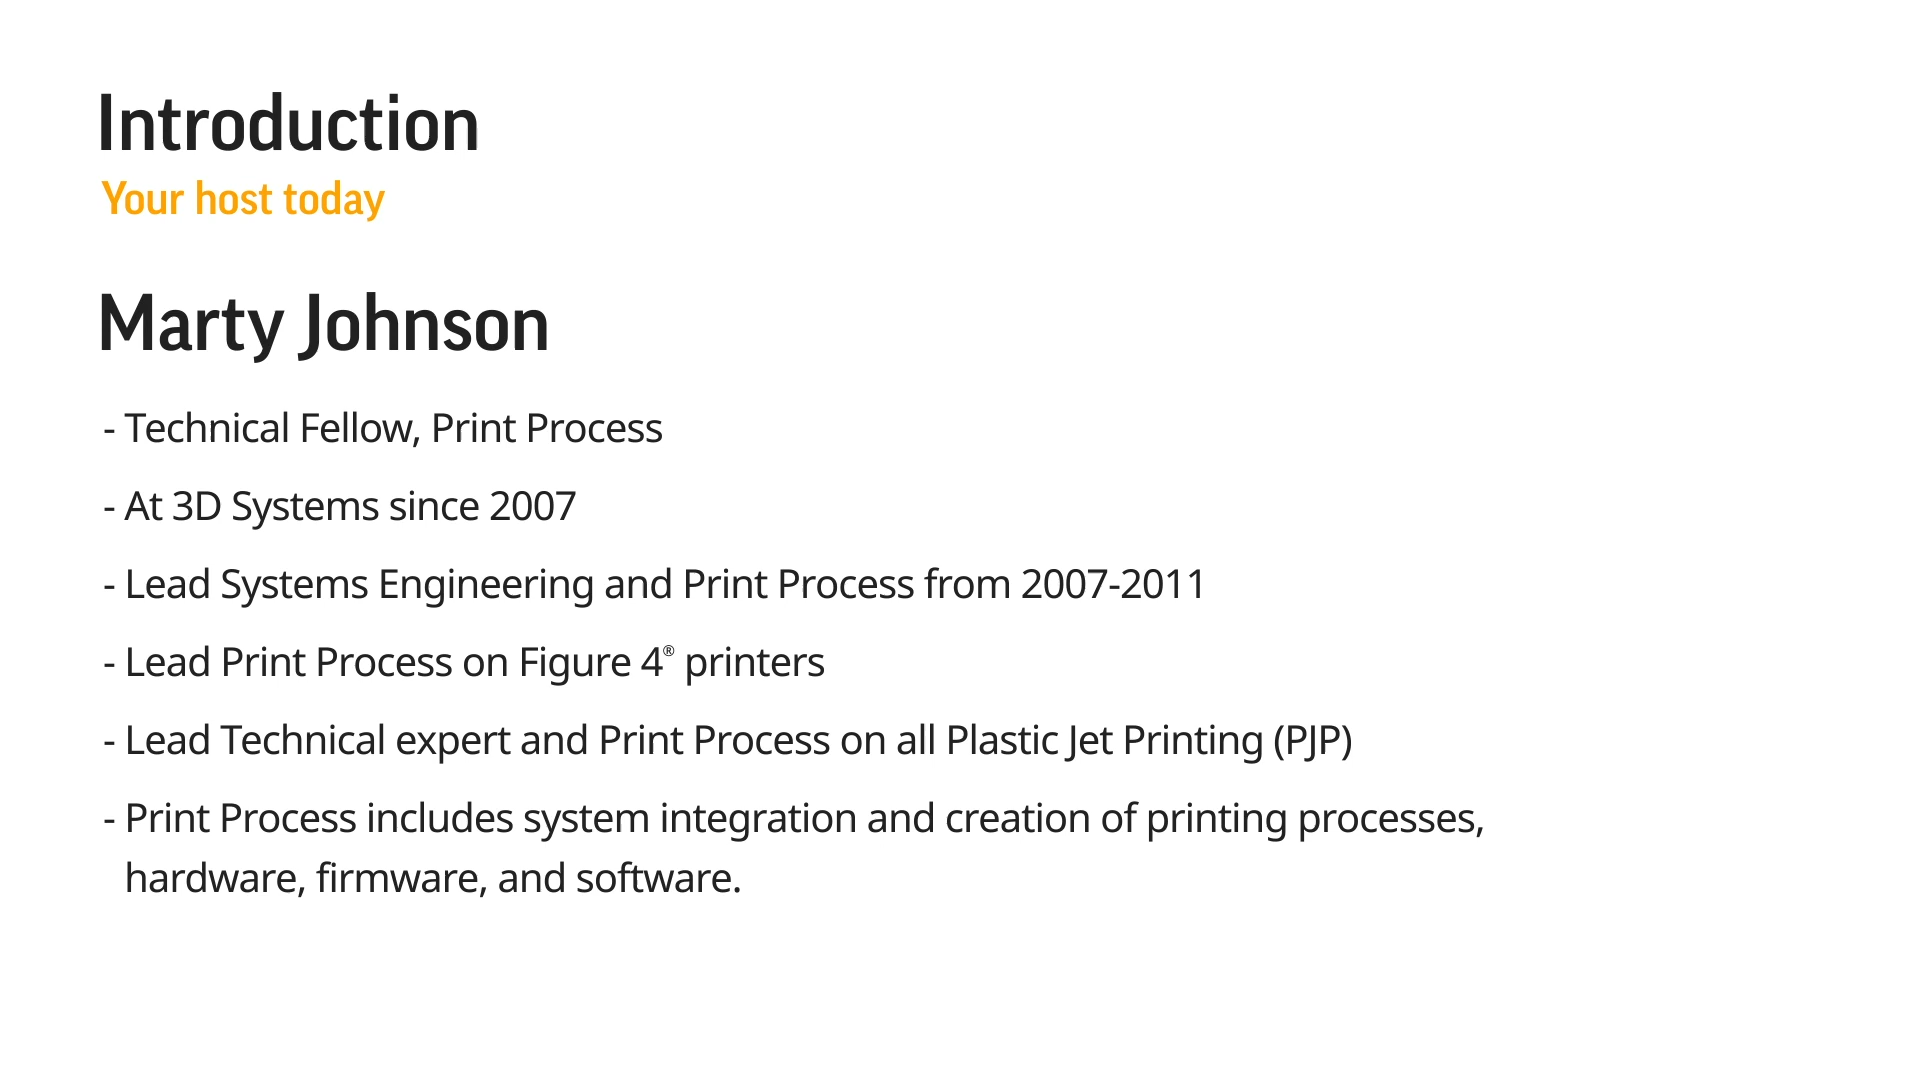 Introduction
Your host today
Marty Johnson
- Technical Fellow, Print Process
- At 3D Systems since 2007
- Lead Systems Engineering and Print Process from 2007-2011
- Lead Print Process on Figure 4® printers
- Lead Technical expert and Print Process on all Plastic Jet Printing (PJP)
- Print Process includes system integration and creation of printing processes,
hardware, firmware, and software.